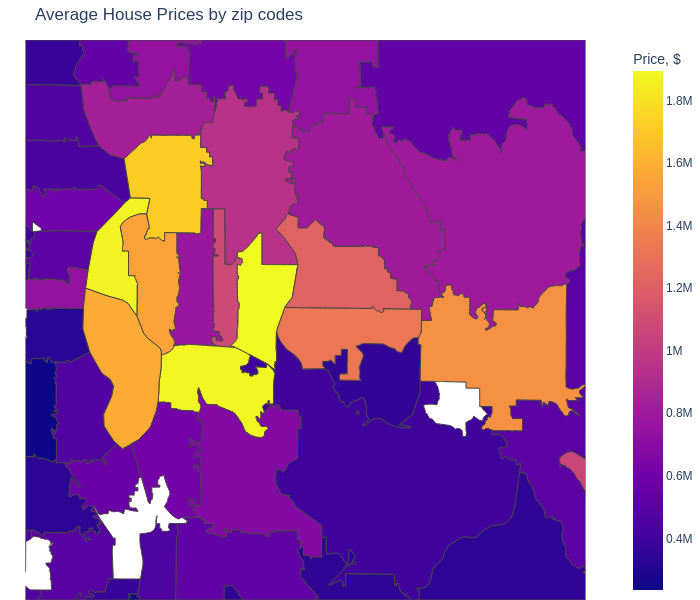 Average House Prices by zip codes
Price, $
1.8M
1.6M
1.4M
1.2M
1M
0.8M
0.6M
0.4M